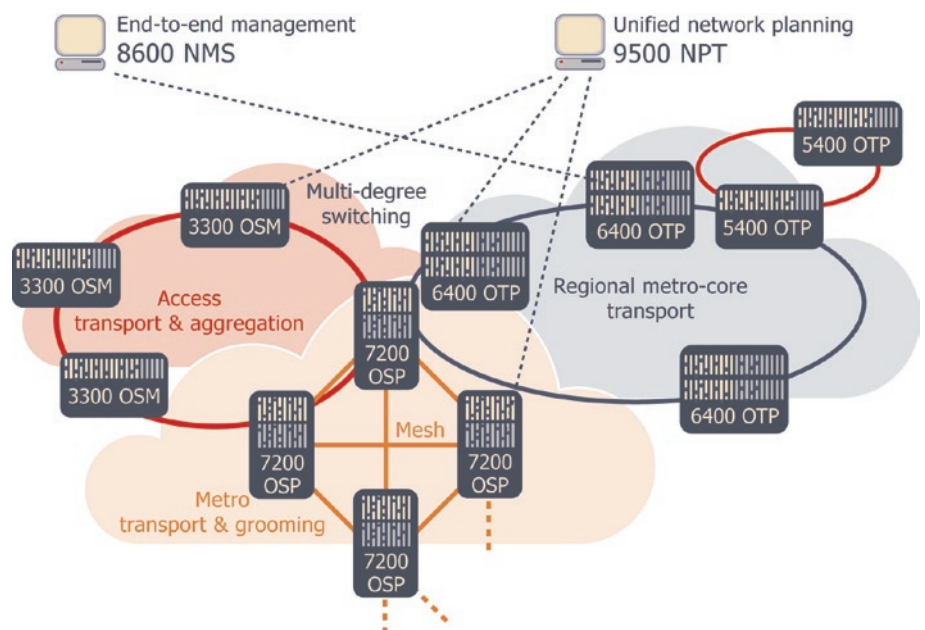 End-to-end management
8600 NMS
Unified network planning
9500 NPT
5400 OTP
3300 OSM
Multi-degree
switching
6400 OTP
5400 OTP
3300 OSM
6400 OTP
Access
transport & aggregation
Regional metro-core
transport
7200
OSP
3300 OSM
6400 OTP
Mesh
7200
OSP
7200
OSP
Metro
transport & grooming
7200
OSP